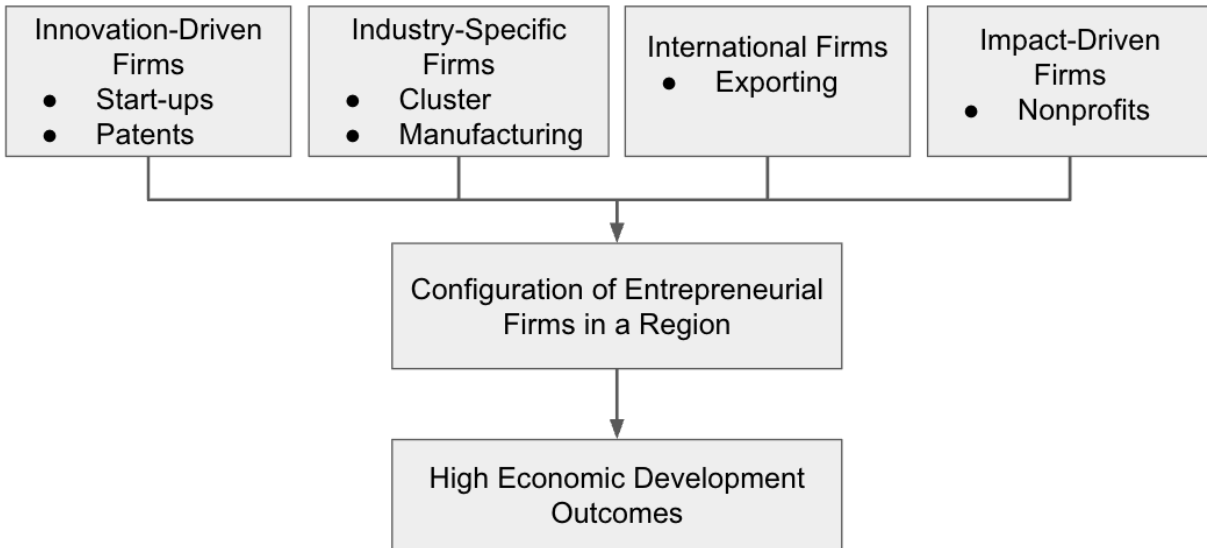 Innovation-Driven
Firms
● Start-ups
● Patents
Industry-Specific
Firms
● Cluster
● Manufacturing
International Firms
● Exporting
Impact-Driven
Firms
● Nonprofits
Configuration of Entrepreneurial
Firms in a Region
High Economic Development
Outcomes